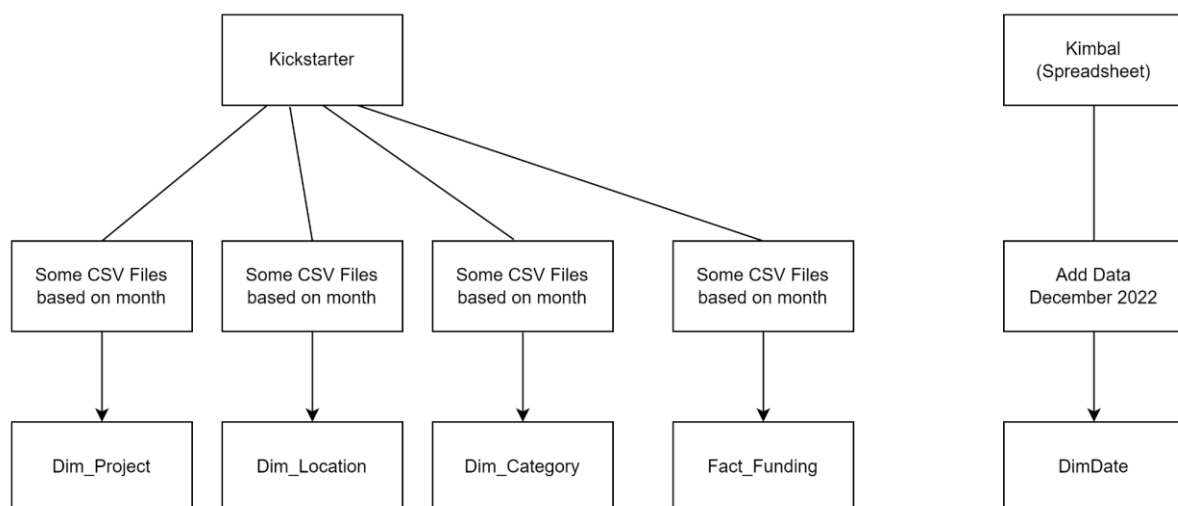 Kickstarter
Kimbal
(Spreadsheet)
Some CSV Files
based on month
Some CSV Files
based on month
Some CSV Files
based on month
Some CSV Files
based on month
Add Data
December 2022
Dim_Project
Dim_Location
Dim_Category
Fact_Funding
DimDate